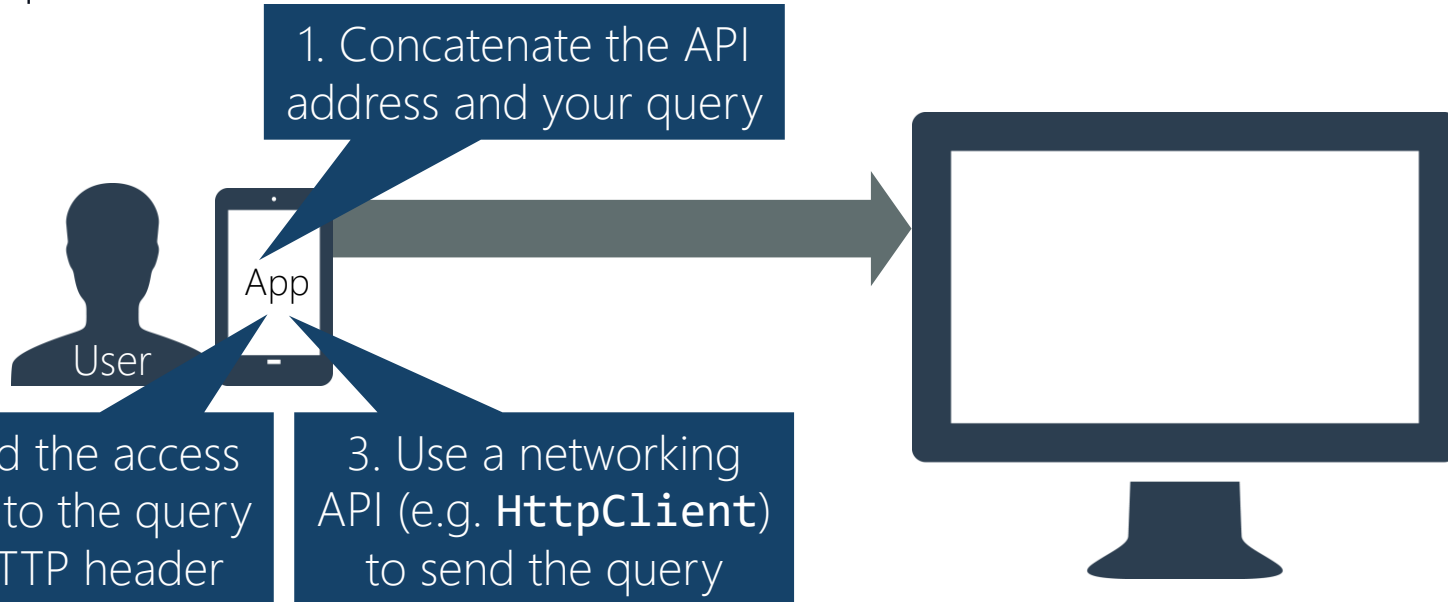 1. Concatenate the API
address and your query
App
User
d the access
to the query
TTP header
3. Use a networking
API (e.g. HttpClient)
to send the query